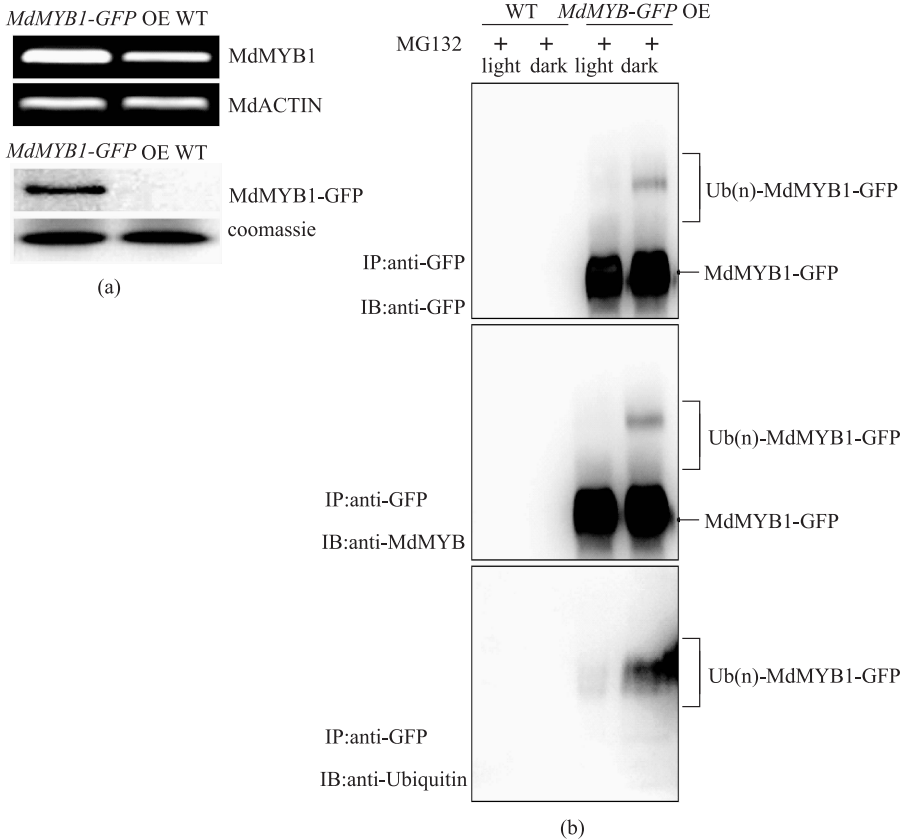 MdMYB1-GFP OE WT
MdMYB1
MdACTIN
MdMYB1-GFP OE WT
MdMYB1-GFP
coomassie
(a)
WT MdMYB-GFP OE
MG132 + + + +
light dark light dark
Ub(n)-MdMYB1-GFP
IP:anti-GFP
MdMYB1-GFP
IB:anti-GFP
Ub(n)-MdMYB1-GFP
IP:anti-GFP
MdMYB1-GFP
IB:anti-MdMYB
Ub(n)-MdMYB1-GFP
IP:anti-GFP
IB:anti-Ubiquitin
(b)